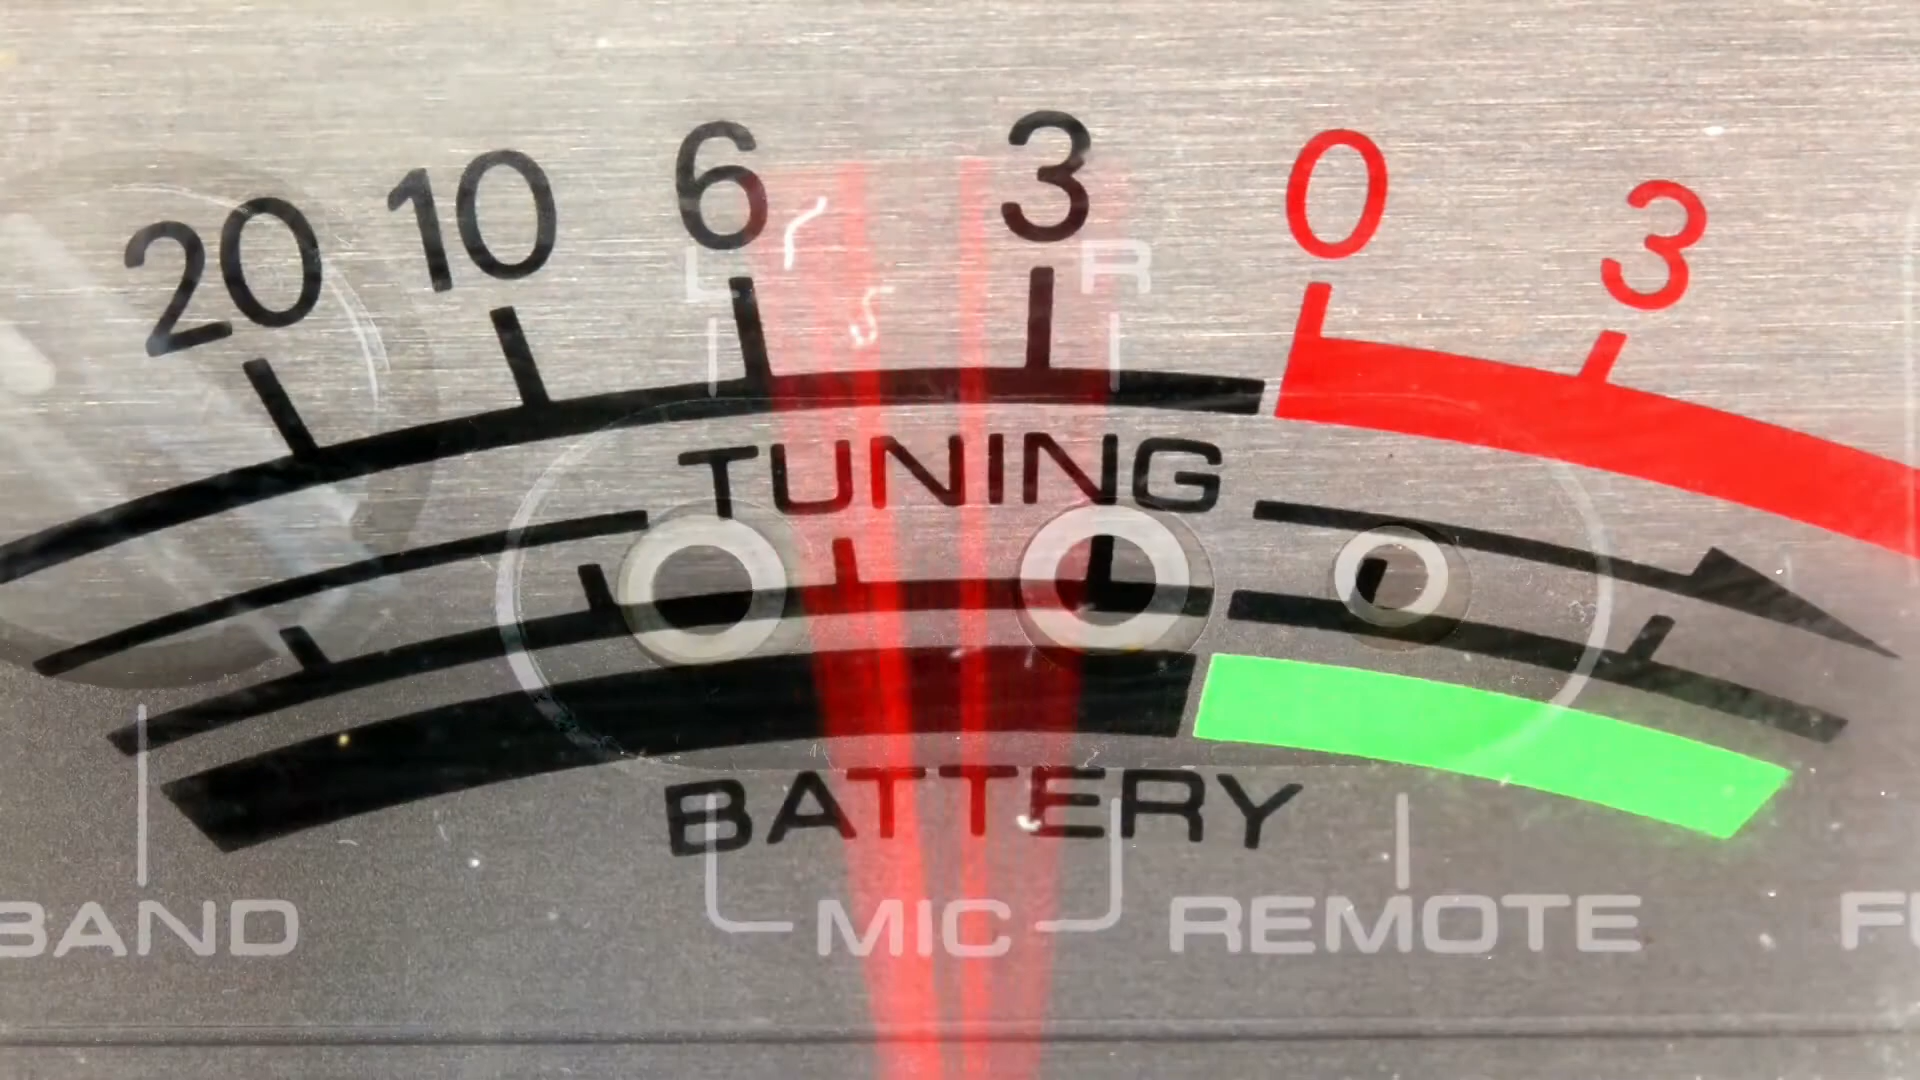 20 10 6 3 0 3
L R
TUNING
BATTERY
BAND MIC REMOTE